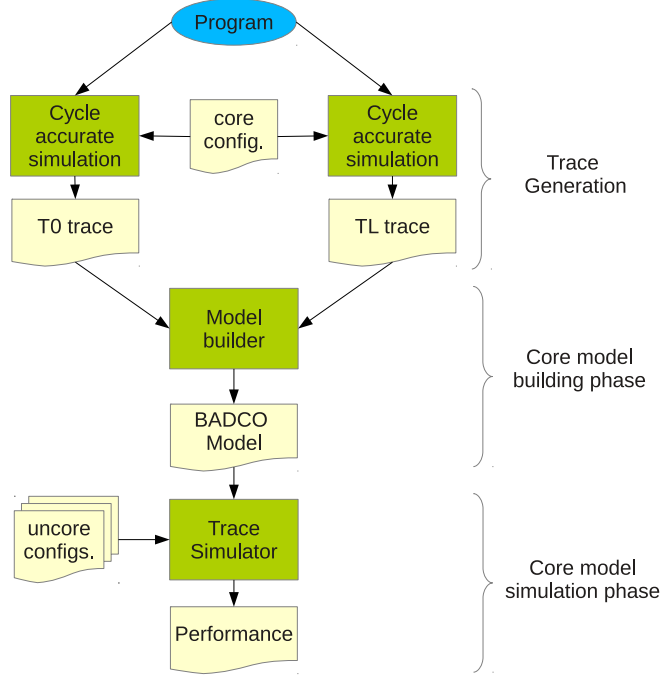 Program
Cycle
accurate
simulation
core
config.
Cycle
accurate
simulation
Trace
Generation
T0 trace
TL trace
Model
builder
Core model
building phase
BADCO
Model
uncore
configs.
Trace
Simulator
Core model
simulation phase
Performance